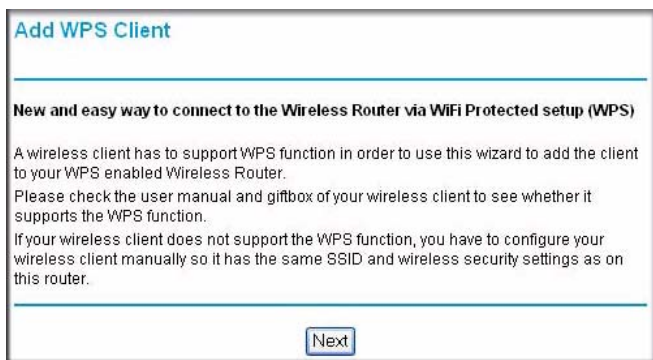 Add WPS Client
New and easy way to connect to the Wireless Router via WiFi Protected setup (WPS)
A wireless client has to support WPS function in order to use this wizard to add the client
to your WPS enabled Wireless Router.
Please check the user manual and giftbox of your wireless client to see whether it
supports the WPS function.
If your wireless client does not support the WPS function, you have to configure your
wireless client manually so it has the same SSID and wireless security settings as on
this router.
Next